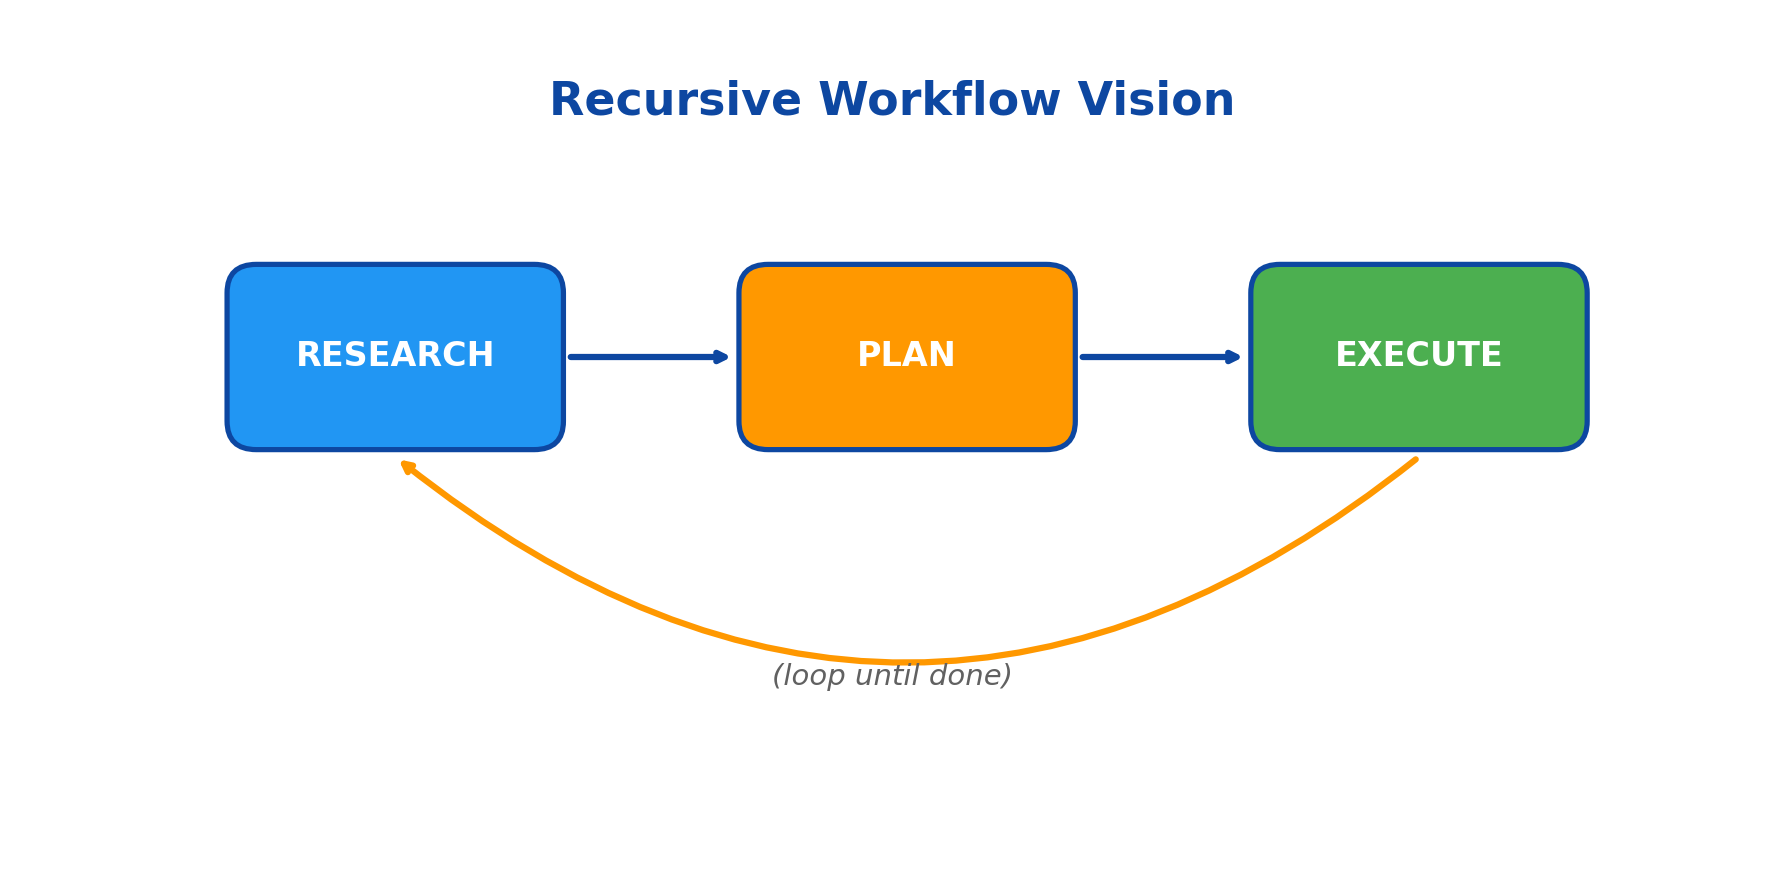 Recursive Workflow Vision
RESEARCH
PLAN
EXECUTE
(loop until done)